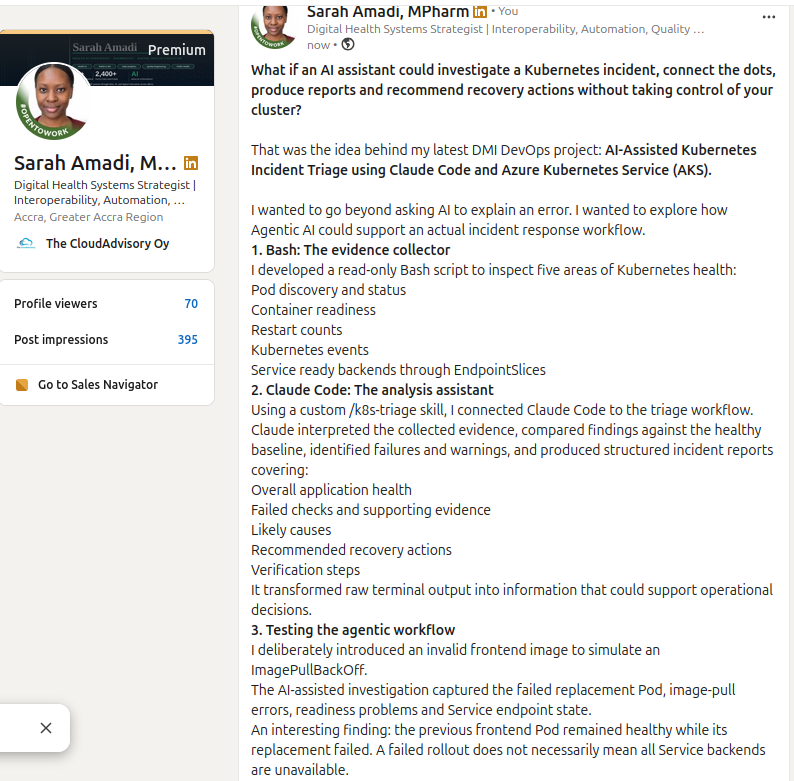 Sarah Amadi
Premium
2,400+
AI
#OPENTOWORK
Sarah Amadi, M... in
Digital Health Systems Strategist |
Interoperability, Automation, ...
Accra, Greater Accra Region
The CloudAdvisory Oy
Profile viewers 70
Post impressions 395
Go to Sales Navigator
#OPENTOWORK
Sarah Amadi, MPharm in • You
Digital Health Systems Strategist | Interoperability, Automation, Quality ...
now •
What if an AI assistant could investigate a Kubernetes incident, connect the dots,
produce reports and recommend recovery actions without taking control of your
cluster?
That was the idea behind my latest DMI DevOps project: AI-Assisted Kubernetes
Incident Triage using Claude Code and Azure Kubernetes Service (AKS).
I wanted to go beyond asking AI to explain an error. I wanted to explore how
Agentic AI could support an actual incident response workflow.
1. Bash: The evidence collector
I developed a read-only Bash script to inspect five areas of Kubernetes health:
Pod discovery and status
Container readiness
Restart counts
Kubernetes events
Service ready backends through EndpointSlices
2. Claude Code: The analysis assistant
Using a custom /k8s-triage skill, I connected Claude Code to the triage workflow.
Claude interpreted the collected evidence, compared findings against the healthy
baseline, identified failures and warnings, and produced structured incident reports
covering:
Overall application health
Failed checks and supporting evidence
Likely causes
Recommended recovery actions
Verification steps
It transformed raw terminal output into information that could support operational
decisions.
3. Testing the agentic workflow
I deliberately introduced an invalid frontend image to simulate an
ImagePullBackOff.
The AI-assisted investigation captured the failed replacement Pod, image-pull
errors, readiness problems and Service endpoint state.
An interesting finding: the previous frontend Pod remained healthy while its
replacement failed. A failed rollout does not necessarily mean all Service backends
are unavailable.